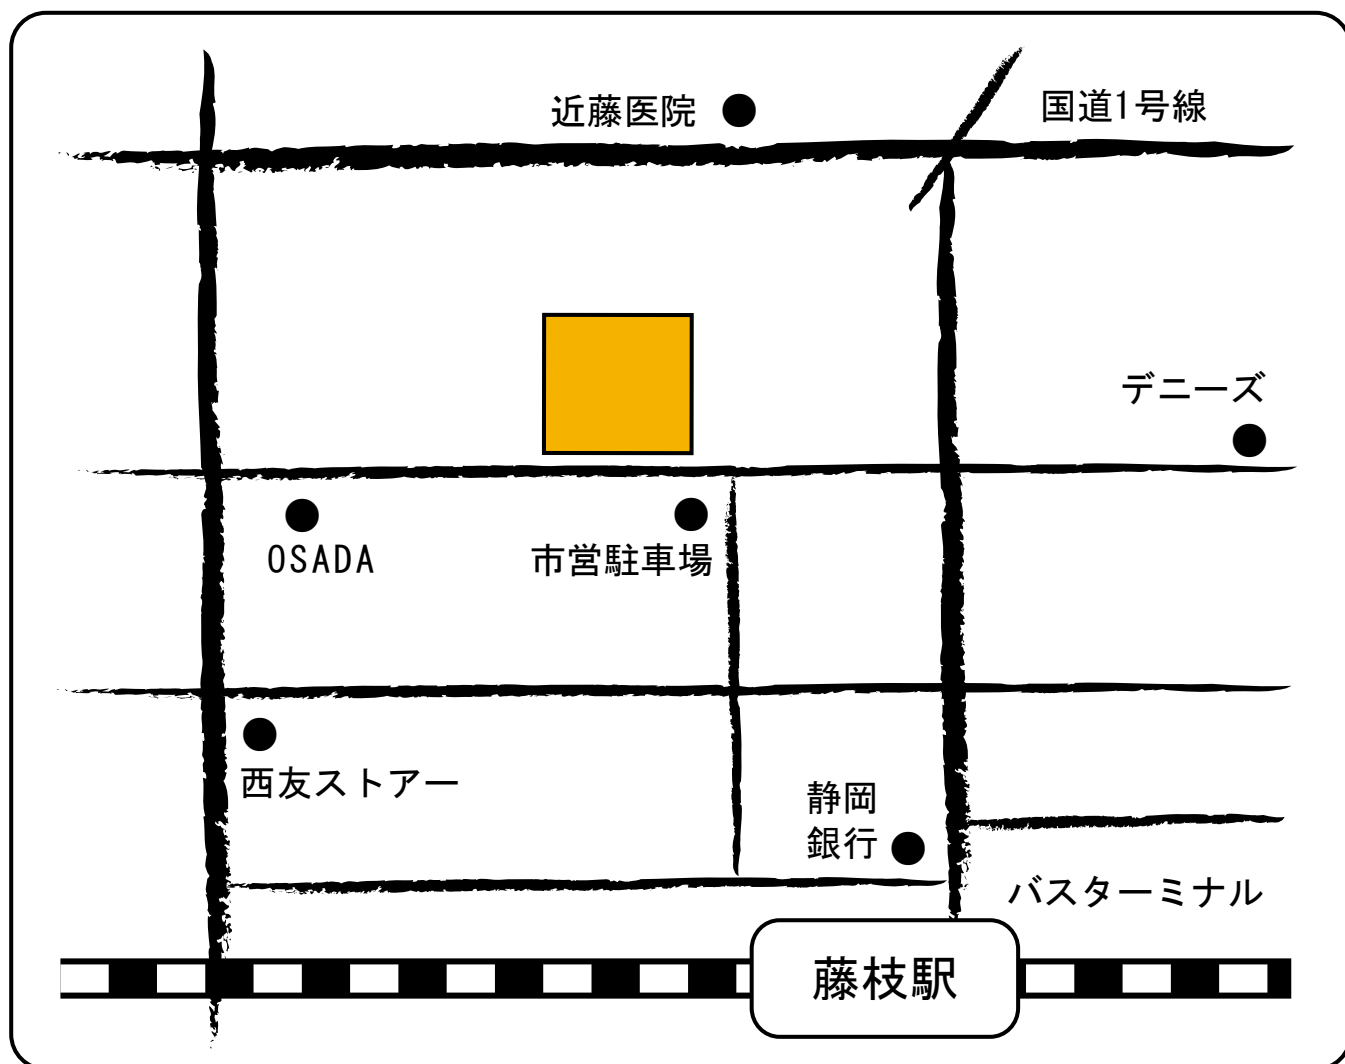 近藤医院
国道1号線
デニーズ
OSADA
市営駐車場
西友ストアー
静岡
銀行
バスターミナル
藤枝駅